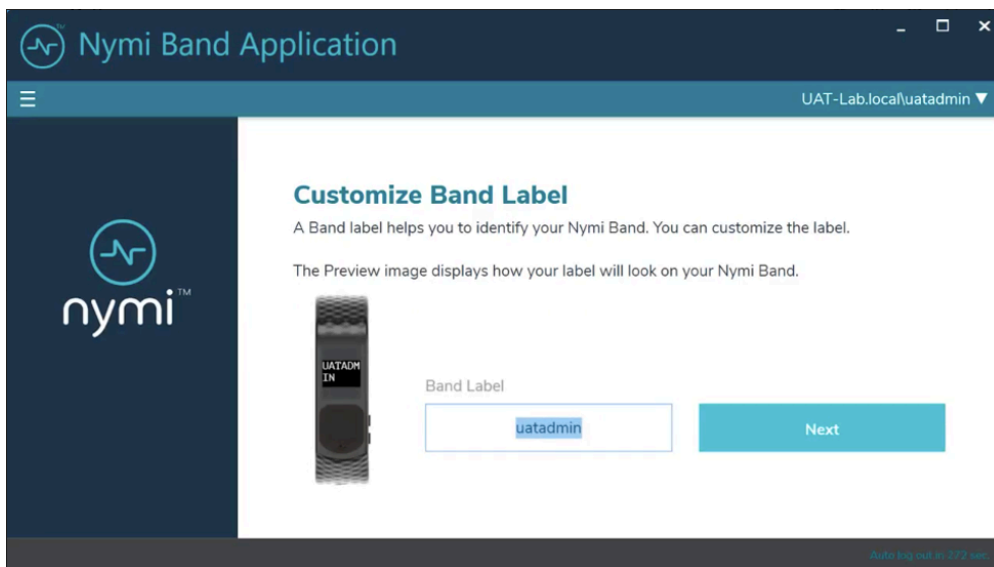 Nymi Band Application
UAT-Lab.local\uatadmin
Customize Band Label
A Band label helps you to identify your Nymi Band. You can customize the label.
The Preview image displays how your label will look on your Nymi Band.
nymi™
UATADM
IN
Band Label
uatadmin
Next
Auto log out in 272 sec.